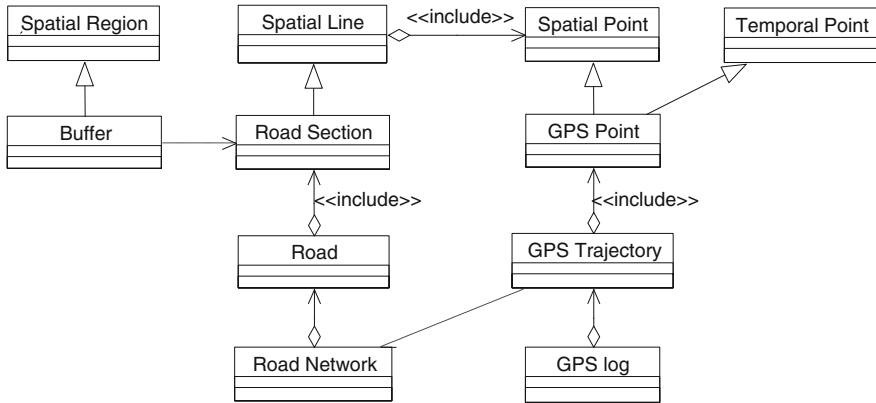 Spatial Region
Spatial Line
<<include>>
Spatial Point
Temporal Point
Buffer
Road Section
GPS Point
<<include>>
<<include>>
Road
GPS Trajectory
Road Network
GPS log